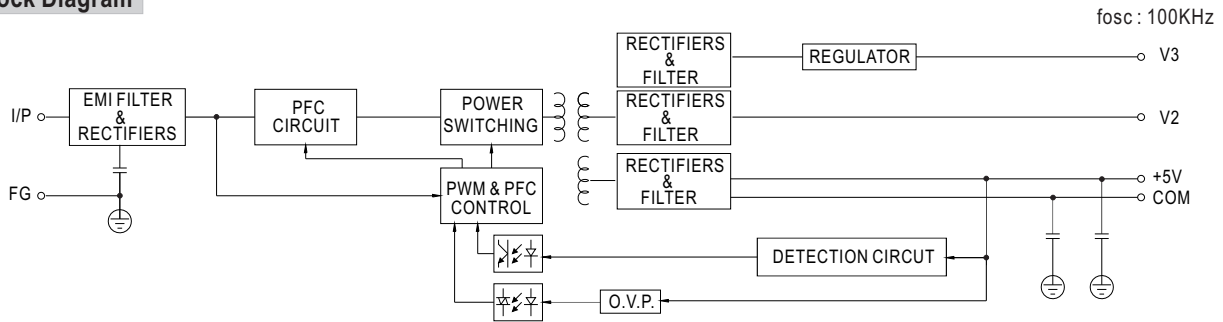 ock Diagram
fosc : 100KHz
RECTIFIERS
&
FILTER
REGULATOR
V3
I/P
EMI FILTER
&
RECTIFIERS
PFC
CIRCUIT
POWER
SWITCHING
RECTIFIERS
&
FILTER
V2
FG
PWM & PFC
CONTROL
RECTIFIERS
&
FILTER
+5V
COM
DETECTION CIRCUT
O.V.P.